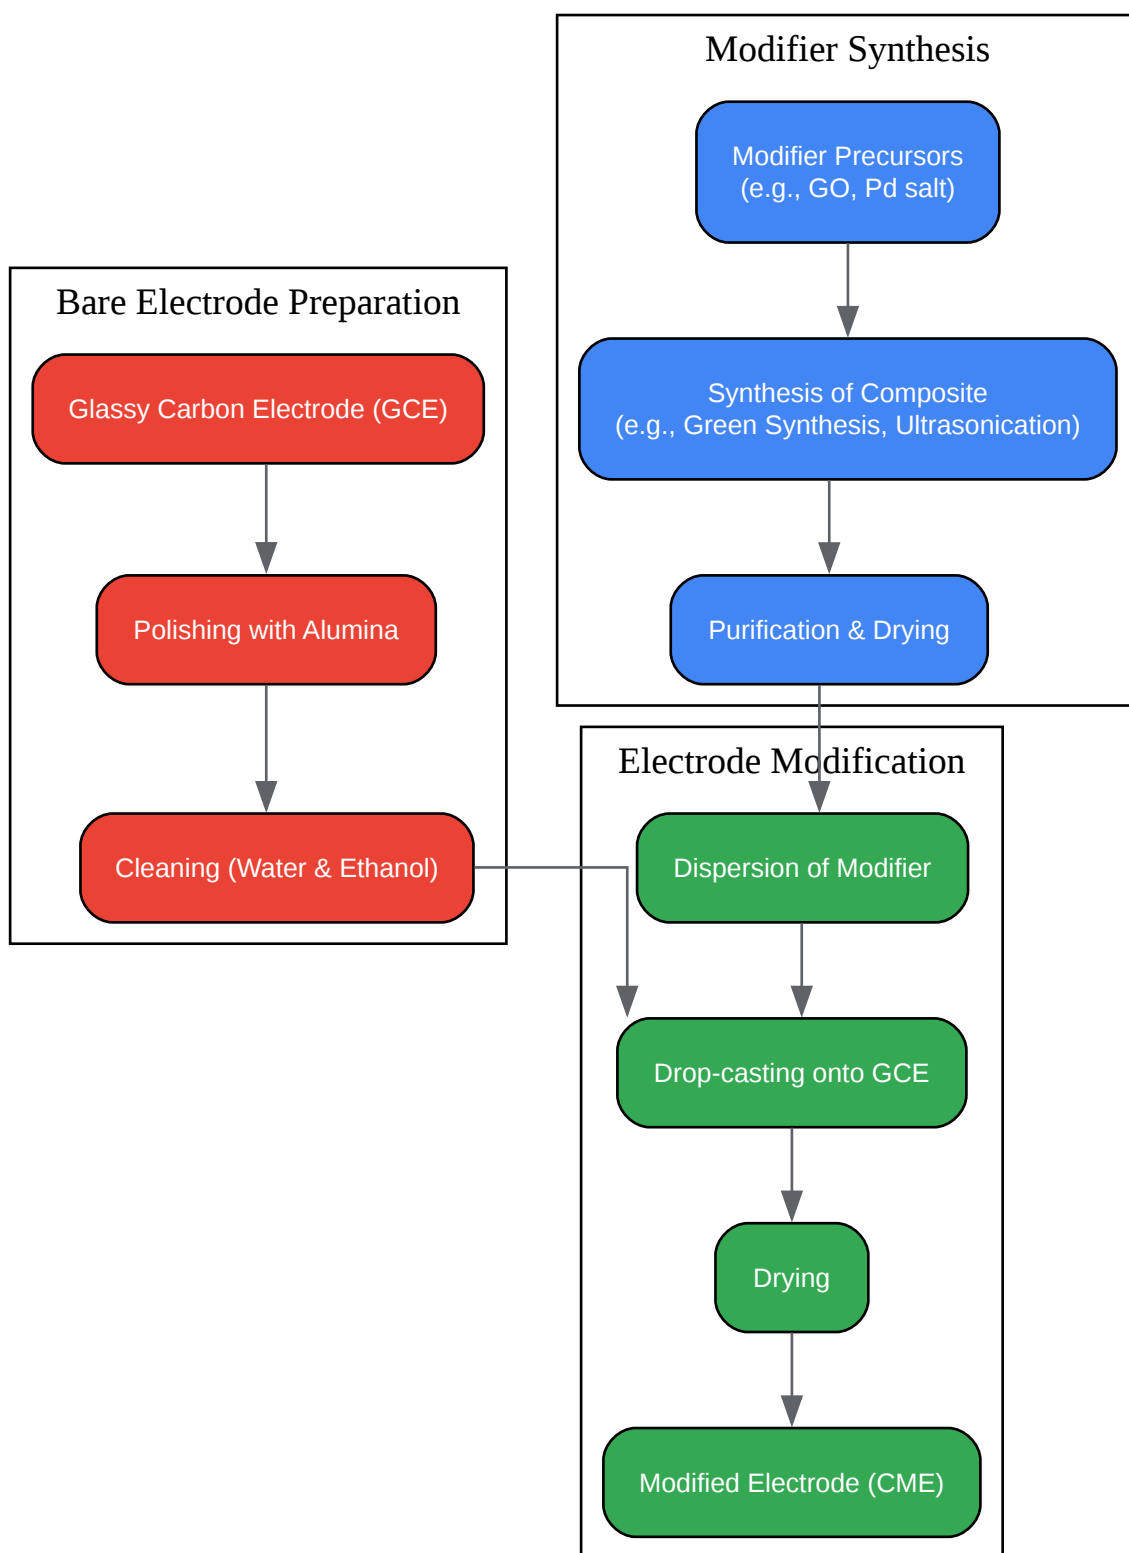 Modifier Synthesis
Modifier Precursors
(e.g., GO, Pd salt)
Synthesis of Composite
(e.g., Green Synthesis, Ultrasonication)
Purification & Drying
Bare Electrode Preparation
Glassy Carbon Electrode (GCE)
Polishing with Alumina
Cleaning (Water & Ethanol)
Electrode Modification
Dispersion of Modifier
Drop-casting onto GCE
Drying
Modified Electrode (CME)